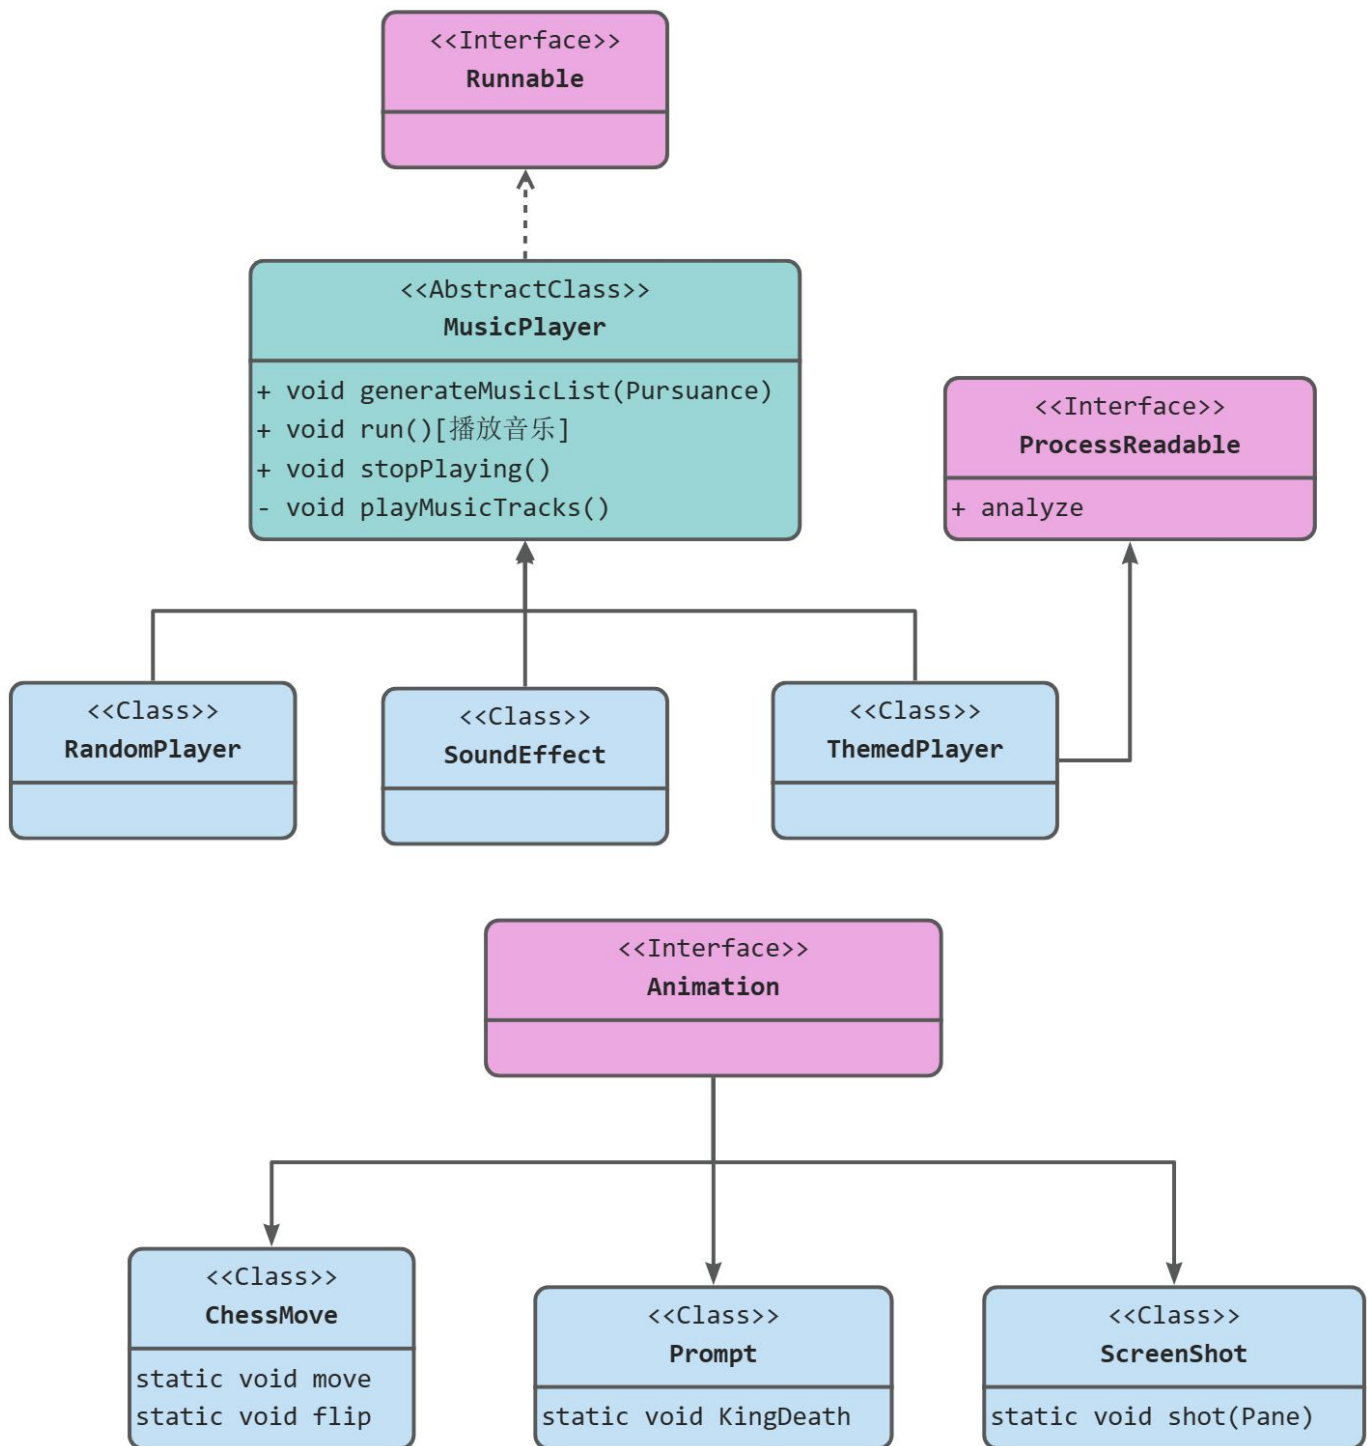 <<Interface>>
Runnable
<<AbstractClass>>
MusicPlayer
+ void generateMusicList(Pursuance)
+ void run()[播放音乐]
+ void stopPlaying()
- void playMusicTracks()
<<Interface>>
ProcessReadable
+ analyze
<<Class>>
RandomPlayer
<<Class>>
SoundEffect
<<Class>>
ThemedPlayer
<<Interface>>
Animation
<<Class>>
ChessMove
static void move
static void flip
<<Class>>
Prompt
static void KingDeath
<<Class>>
ScreenShot
static void shot(Pane)